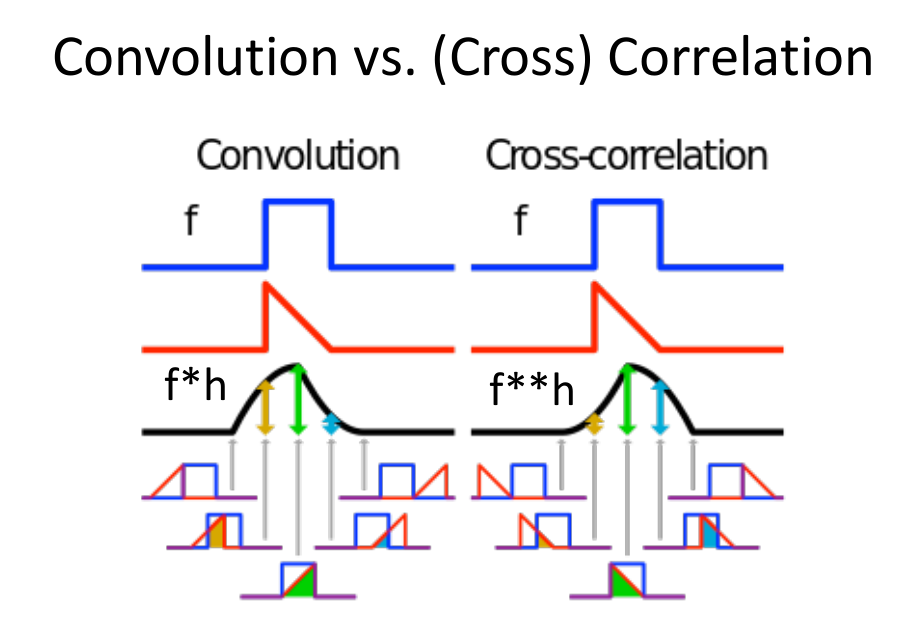 Convolution vs. (Cross) Correlation
Convolution
Cross-correlation
f
f
f*h
f**h